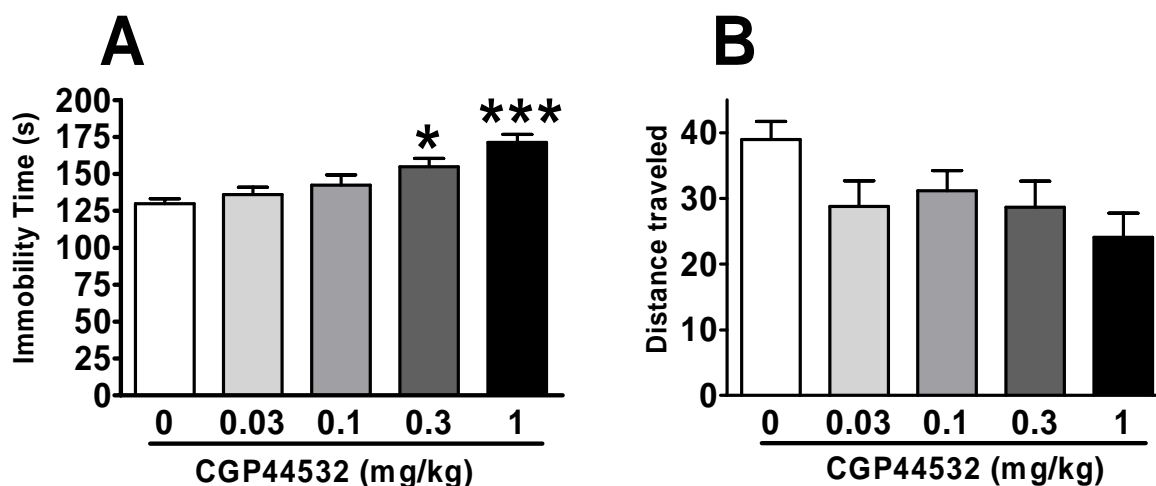 A
Immobility Time (s)
200
175
150
125
100
75
50
25
0
*
***
0 0.03 0.1 0.3 1
CGP44532 (mg/kg)
B
Distance traveled
40
30
20
10
0
0 0.03 0.1 0.3 1
CGP44532 (mg/kg)